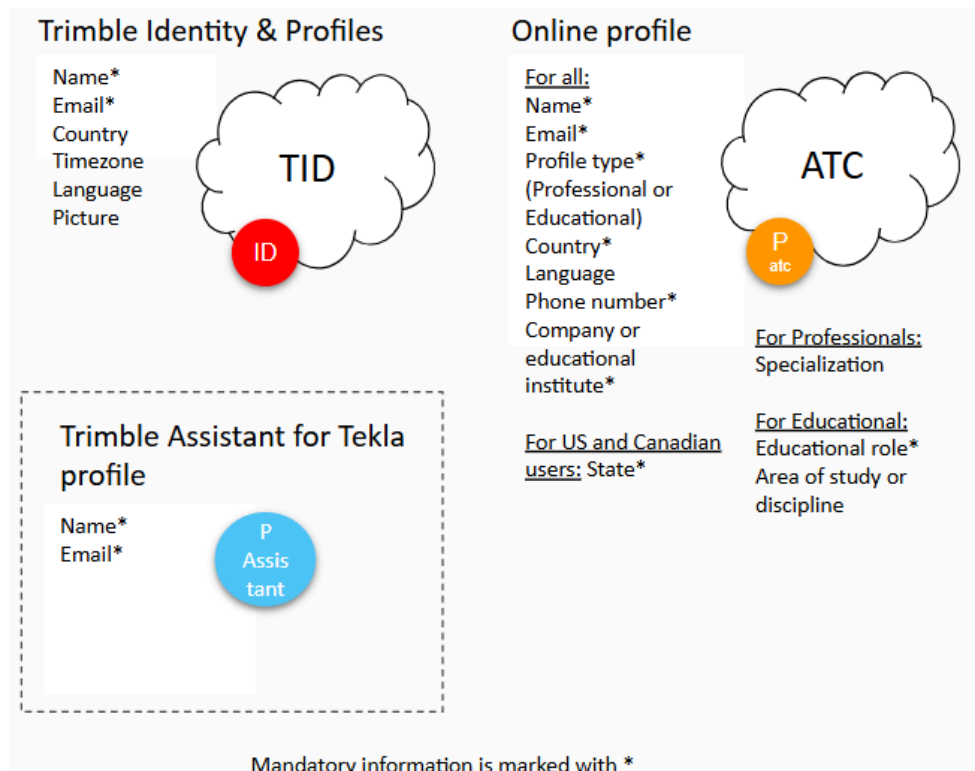 Trimble Identity & Profiles
Name*
Email*
Country
Timezone
Language
Picture
TID
ID
Online profile
For all:
Name*
Email*
Profile type*
(Professional or
Educational)
Country*
Language
Phone number*
Company or
educational
institute*
For US and Canadian
users: State*
ATC
P
atc
For Professionals:
Specialization
For Educational:
Educational role*
Area of study or
discipline
Trimble Assistant for Tekla
profile
Name*
Email*
P
Assis
tant
Mandatory information is marked with *